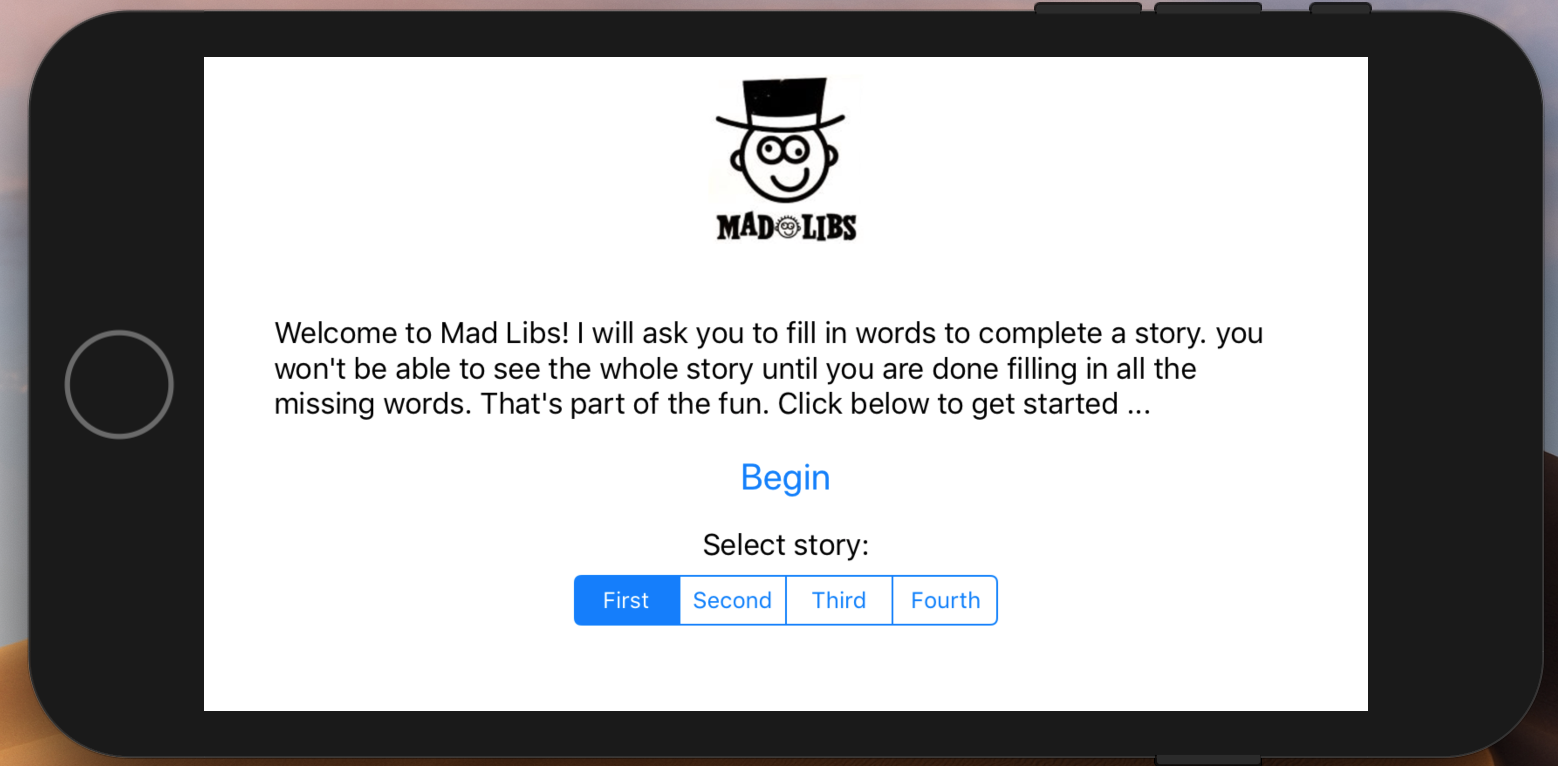 MAD LIBS
Welcome to Mad Libs! I will ask you to fill in words to complete a story. you
won't be able to see the whole story until you are done filling in all the
missing words. That's part of the fun. Click below to get started ...
Begin
Select story:
First Second Third Fourth